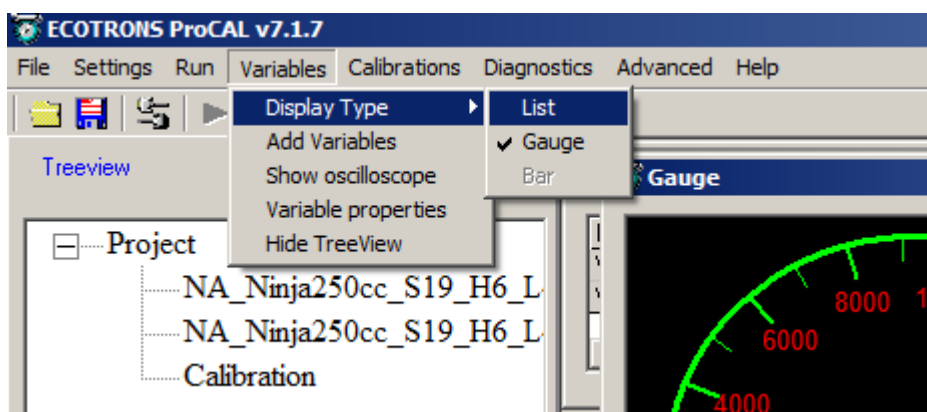 ECOTRONS ProCAL v7.1.7
File Settings Run Variables Calibrations Diagnostics Advanced Help
Display Type List
Add Variables Gauge
Show oscilloscope Bar
Variable properties
Hide TreeView
Treeview
Project
NA_Ninja250cc_S19_H6_L
NA_Ninja250cc_S19_H6_L
Calibration
Gauge
8000 1
6000
4000